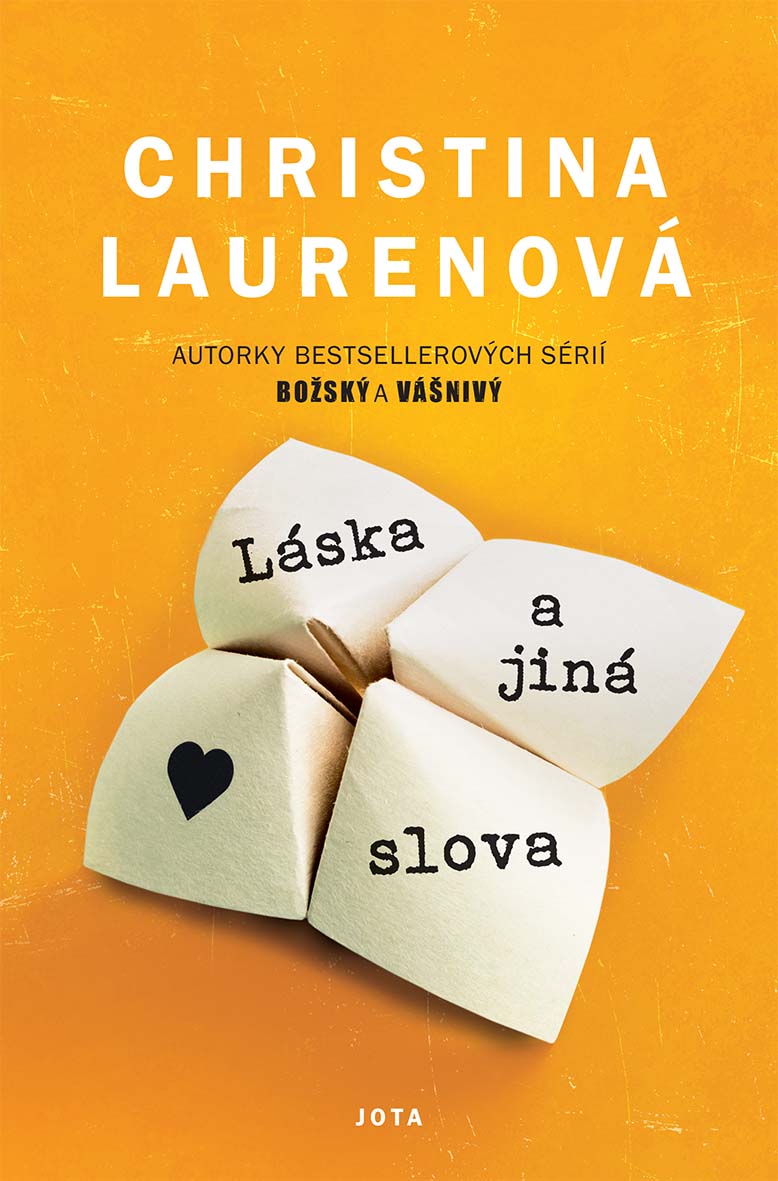 CHRISTINA
LAURENOVÁ
AUTORKY BESTSELLEROVÝCH SÉRIÍ
BOŽSKÝ A VÁŠNIVÝ
Láska
a
jiná
slova
JOTA